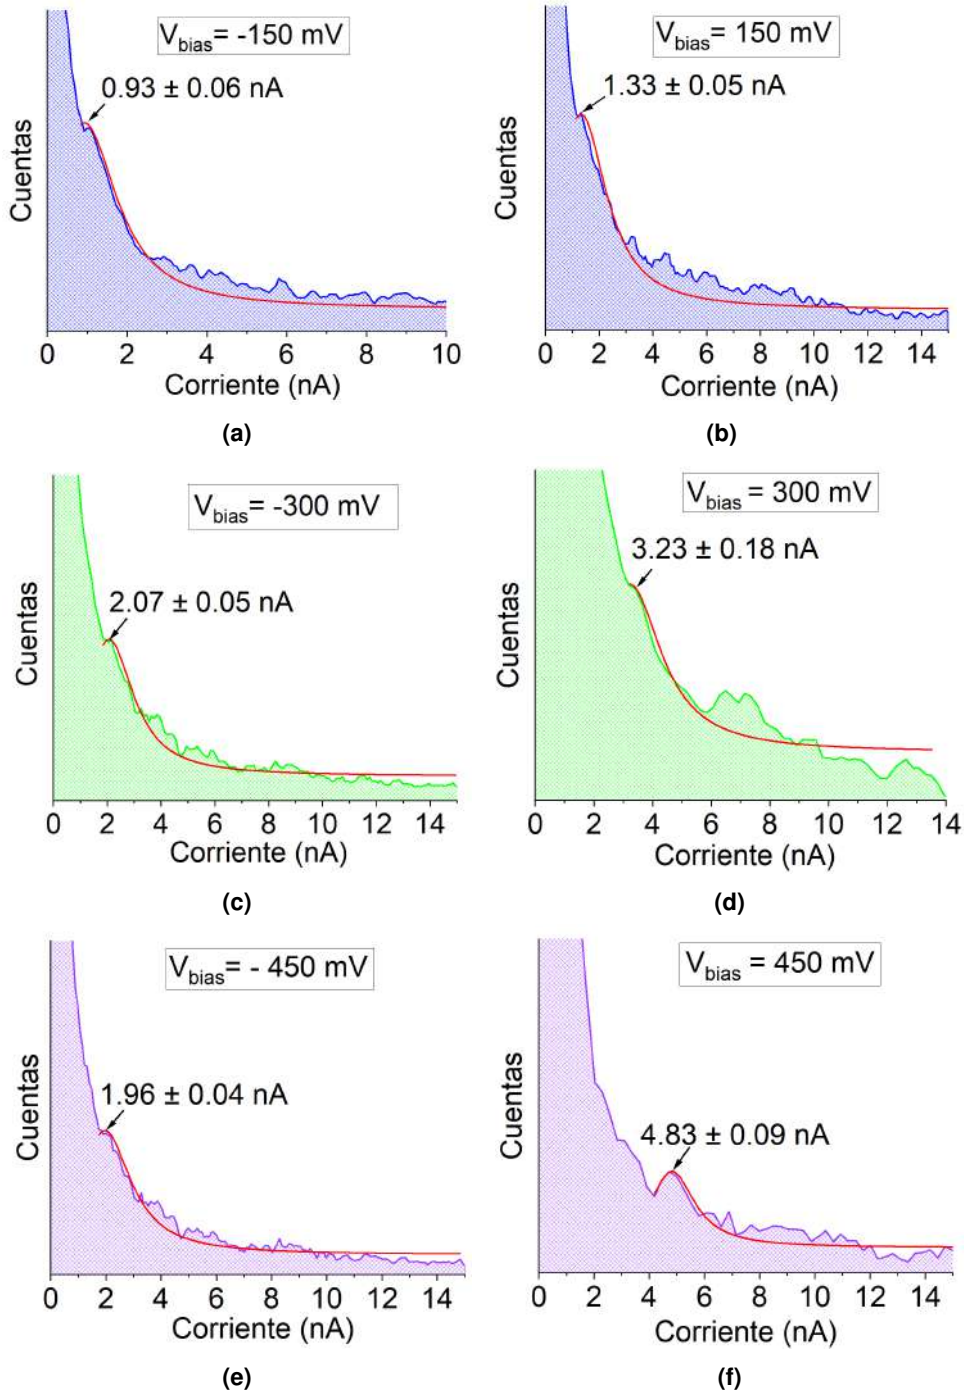 V_bias= -150 mV
0.93 ± 0.06 nA
Cuentas
0 2 4 6 8 10
Corriente (nA)
(a)
V_bias= 150 mV
1.33 ± 0.05 nA
Cuentas
0 2 4 6 8 10 12 14
Corriente (nA)
(b)
V_bias= -300 mV
2.07 ± 0.05 nA
Cuentas
0 2 4 6 8 10 12 14
Corriente (nA)
(c)
V_bias= 300 mV
3.23 ± 0.18 nA
Cuentas
0 2 4 6 8 10 12 14
Corriente (nA)
(d)
V_bias= - 450 mV
1.96 ± 0.04 nA
Cuentas
0 2 4 6 8 10 12 14
Corriente (nA)
(e)
V_bias= 450 mV
4.83 ± 0.09 nA
Cuentas
0 2 4 6 8 10 12 14
Corriente (nA)
(f)